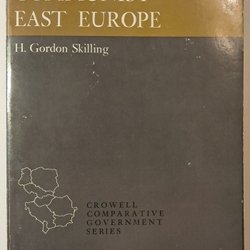 EAST EUROPE
H. Gordon Skilling
CROWELL
COMPARATIVE
GOVERNMENT
SERIES